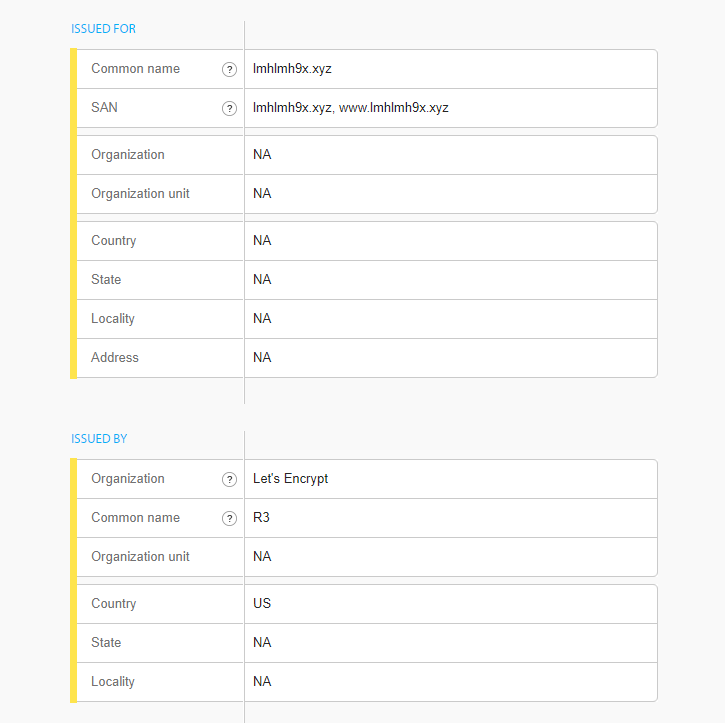 ISSUED FOR
Common name ? lmhlmh9x.xyz
SAN ? lmhlmh9x.xyz, www.lmhlmh9x.xyz
Organization NA
Organization unit NA
Country NA
State NA
Locality NA
Address NA
ISSUED BY
Organization ? Let's Encrypt
Common name ? R3
Organization unit NA
Country US
State NA
Locality NA